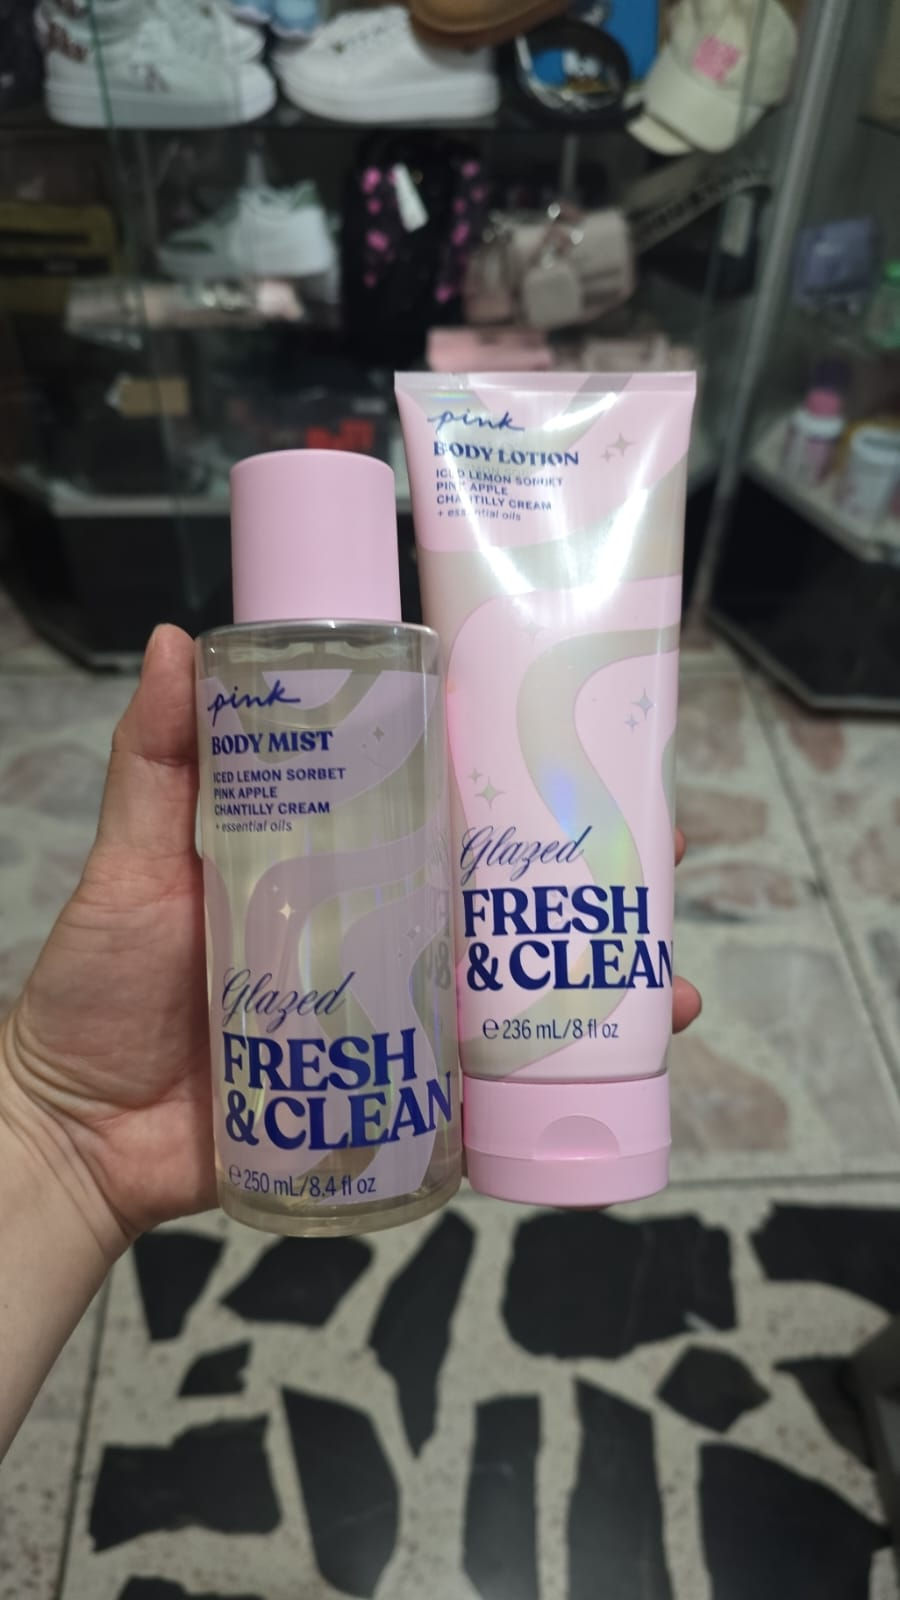 pink
BODY MIST
ICED LEMON SORBET
PINK APPLE
CHANTILLY CREAM
+ essential oils
Glazed
FRESH
& CLEAN
e 250 mL/8.4 fl oz
pink
BODY LOTION
ICED LEMON SORBET
PINK APPLE
CHANTILLY CREAM
+ essential oils
Glazed
FRESH
& CLEAN
e 236 mL/8 fl oz